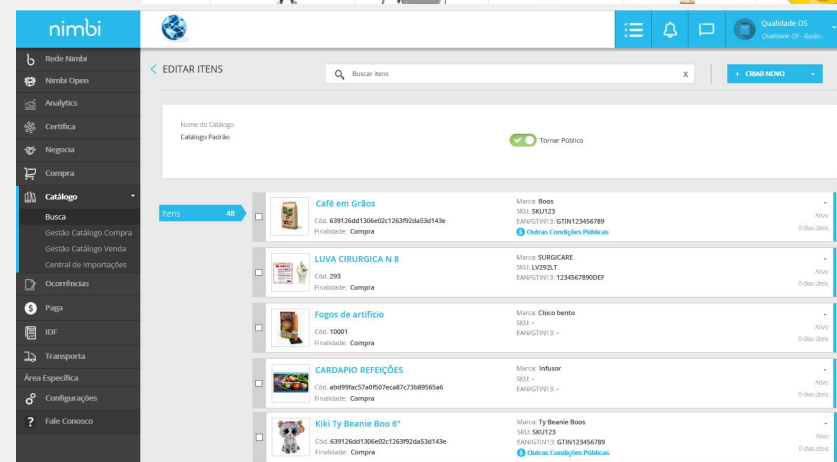 nimbi
Qualidade OS
Qualidade OS - Razão...
Rede Nimbi
Nimbi Open
Analytics
Certifica
Negocia
Compra
Catálogo
Busca
Gestão Catálogo Compra
Gestão Catálogo Venda
Central de Importações
Ocorrências
Paga
IDF
Transporta
Área Específica
Configurações
Fale Conosco
EDITAR ITENS
Buscar itens
X
+ CRIAR NOVO
Nome do Catálogo
Catálogo Padrão
Tornar Público
Itens 48
Café em Grãos
Cód. 639126dd1306e02c1263f92da53d143e
Finalidade: Compra
Marca: Boos
SKU: SKU123
EAN/GTIN13: GTIN123456789
Outras Condições Públicas
-
Ativo
0 dias úteis
LUVA CIRURGICA N 8
Cód. 293
Finalidade: Compra
Marca: SURGICARE
SKU: LV292LT
EAN/GTIN13: 1234567890DEF
-
Ativo
0 dias úteis
Fogos de artifício
Cód. 10001
Finalidade: Compra
Marca: Chico bento
SKU: -
EAN/GTIN13: -
-
Ativo
0 dias úteis
CARDAPIO REFEIÇÕES
Cód. abd99fac57a0f507eca87c73b89565a6
Finalidade: Compra
Marca: Infusor
SKU: -
EAN/GTIN13: -
-
Ativo
0 dias úteis
Kiki Ty Beanie Boo 6"
Cód. 639126dd1306e02c1263f92da53d143e
Finalidade: Compra
Marca: Ty Beanie Boos
SKU: SKU123
EAN/GTIN13: GTIN123456789
Outras Condições Públicas
-
Ativo
0 dias úteis